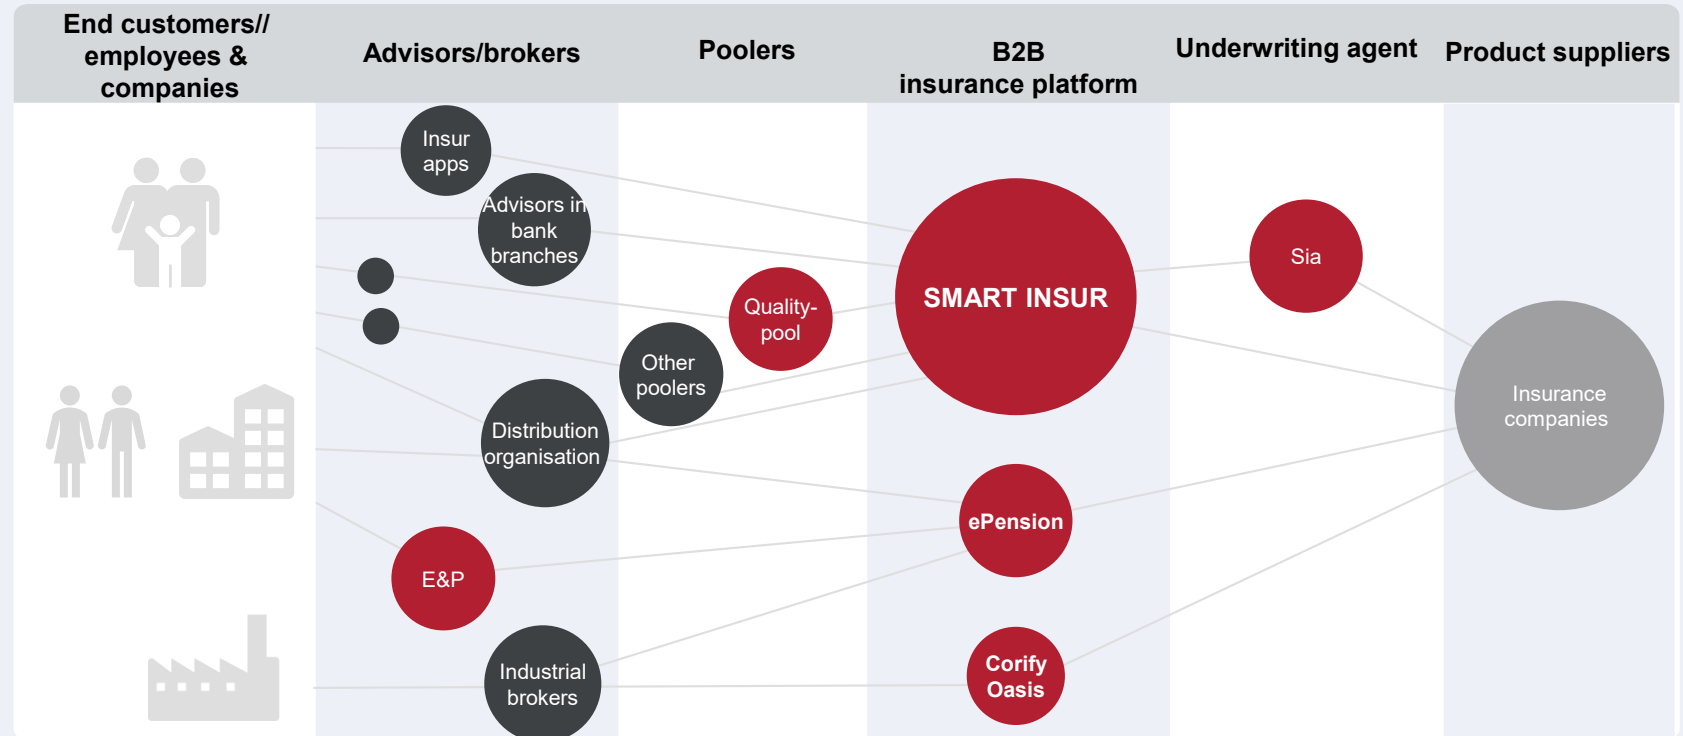 End customers//
employees &
companies
Advisors/brokers
Poolers
B2B
insurance platform
Underwriting agent
Product suppliers
Insur
apps
Advisors in
bank
branches
Quality-
pool
Other
poolers
Distribution
organisation
E&P
Industrial
brokers
SMART INSUR
ePension
Corify
Oasis
Sia
Insurance
companies